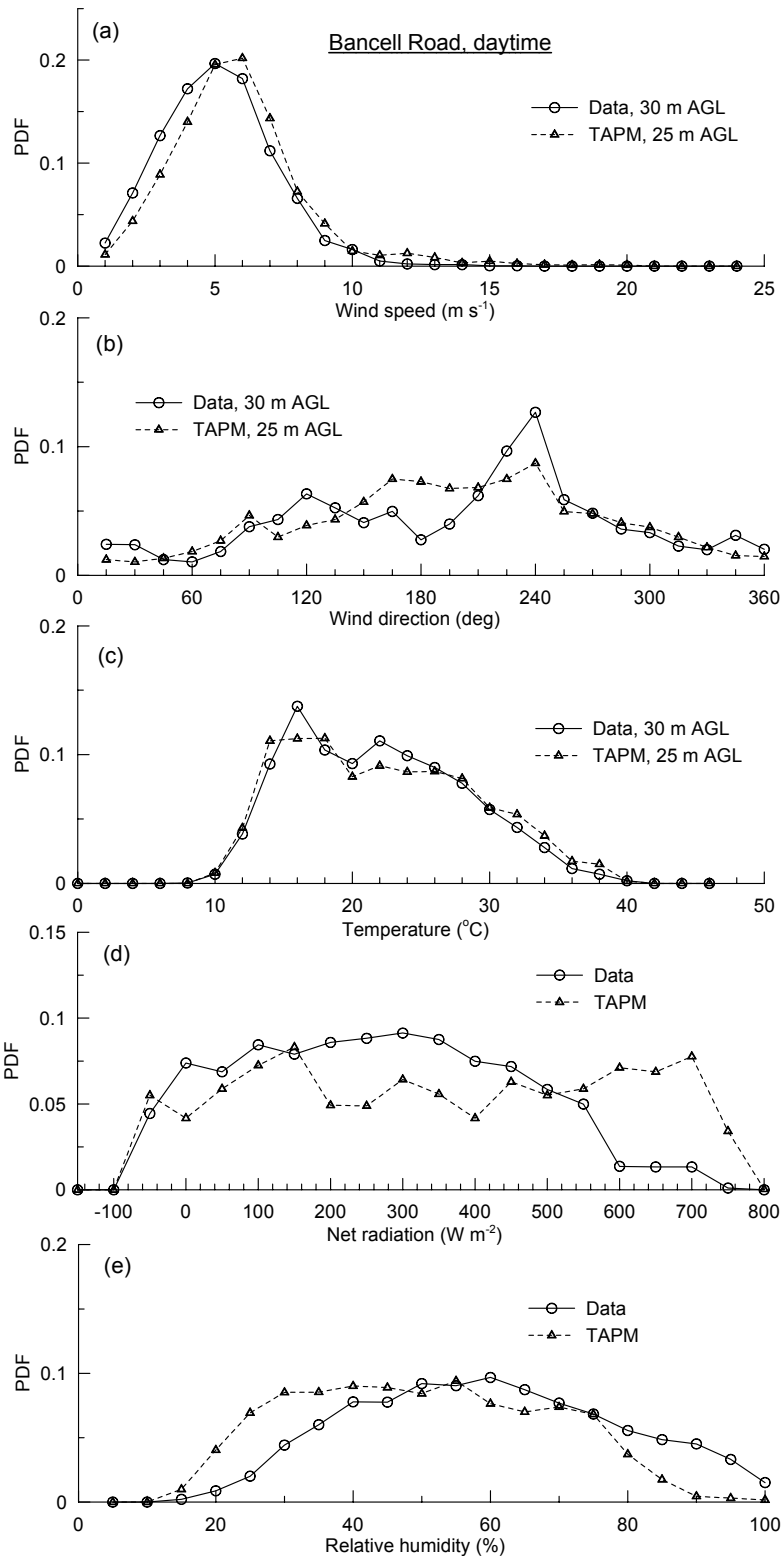 (a)
Bancell Road, daytime
Data, 30 m AGL
TAPM, 25 m AGL
PDF
0.2
0.1
0
0 5 10 15 20 25
Wind speed (m s⁻¹)
(b)
Data, 30 m AGL
TAPM, 25 m AGL
PDF
0.2
0.1
0
0 60 120 180 240 300 360
Wind direction (deg)
(c)
Data, 30 m AGL
TAPM, 25 m AGL
PDF
0.2
0.1
0
0 10 20 30 40 50
Temperature (°C)
(d)
Data
TAPM
PDF
0.15
0.1
0.05
0
-100 0 100 200 300 400 500 600 700 800
Net radiation (W m⁻²)
(e)
Data
TAPM
PDF
0.2
0.1
0
0 20 40 60 80 100
Relative humidity (%)